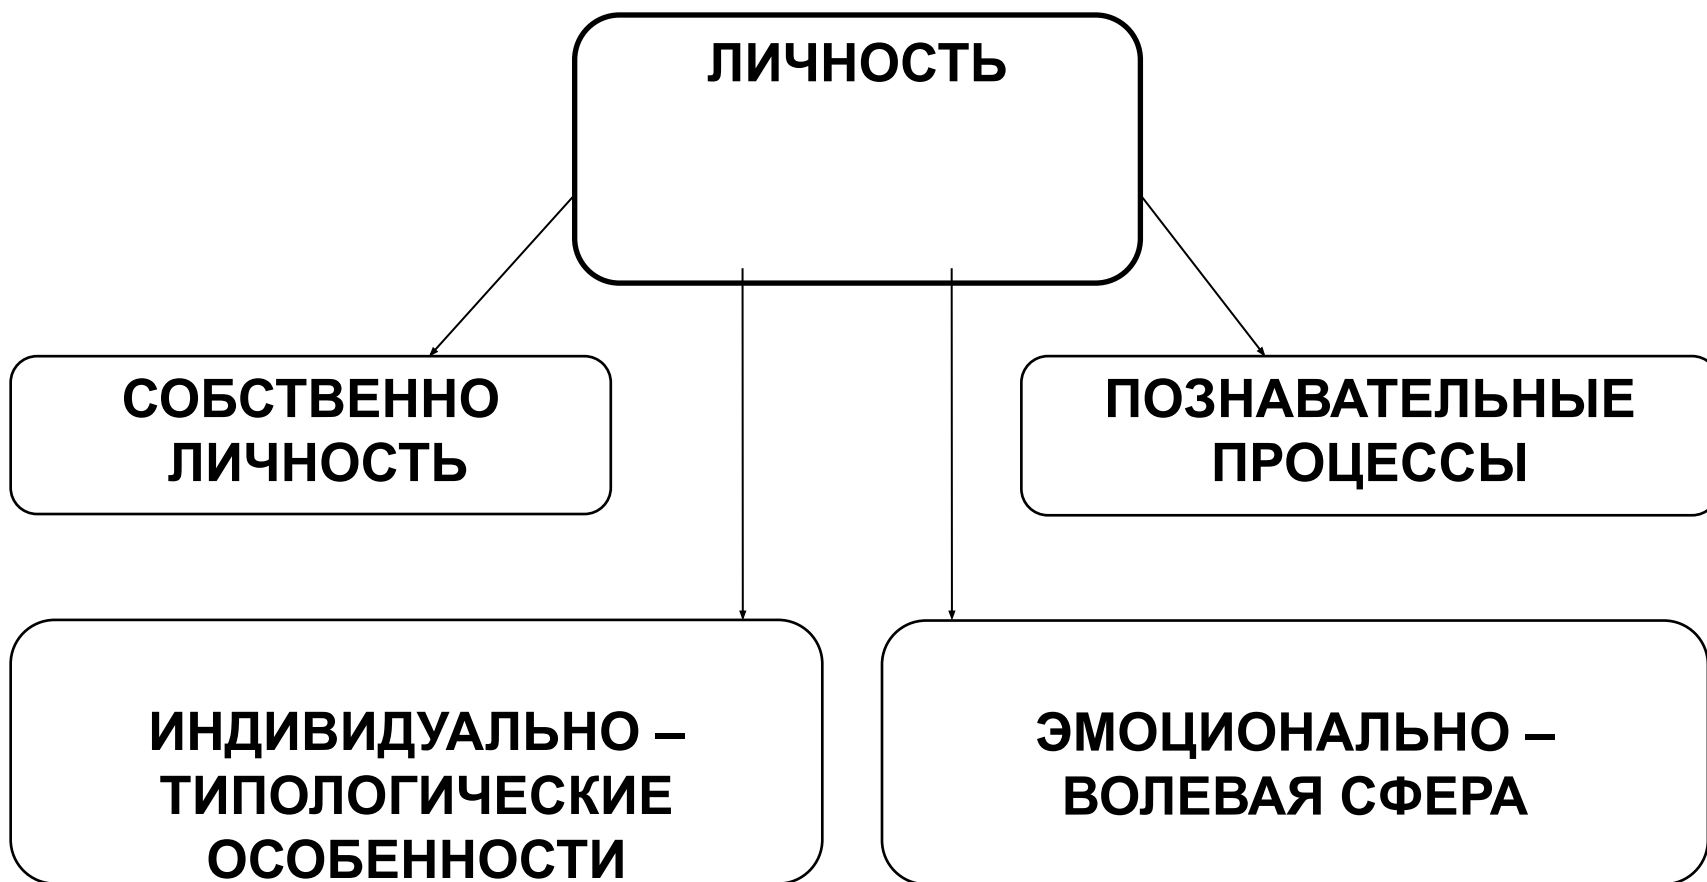 ЛИЧНОСТЬ
СОБСТВЕННО
ЛИЧНОСТЬ
ПОЗНАВАТЕЛЬНЫЕ
ПРОЦЕССЫ
ИНДИВИДУАЛЬНО –
ТИПОЛОГИЧЕСКИЕ
ОСОБЕННОСТИ
ЭМОЦИОНАЛЬНО –
ВОЛЕВАЯ СФЕРА